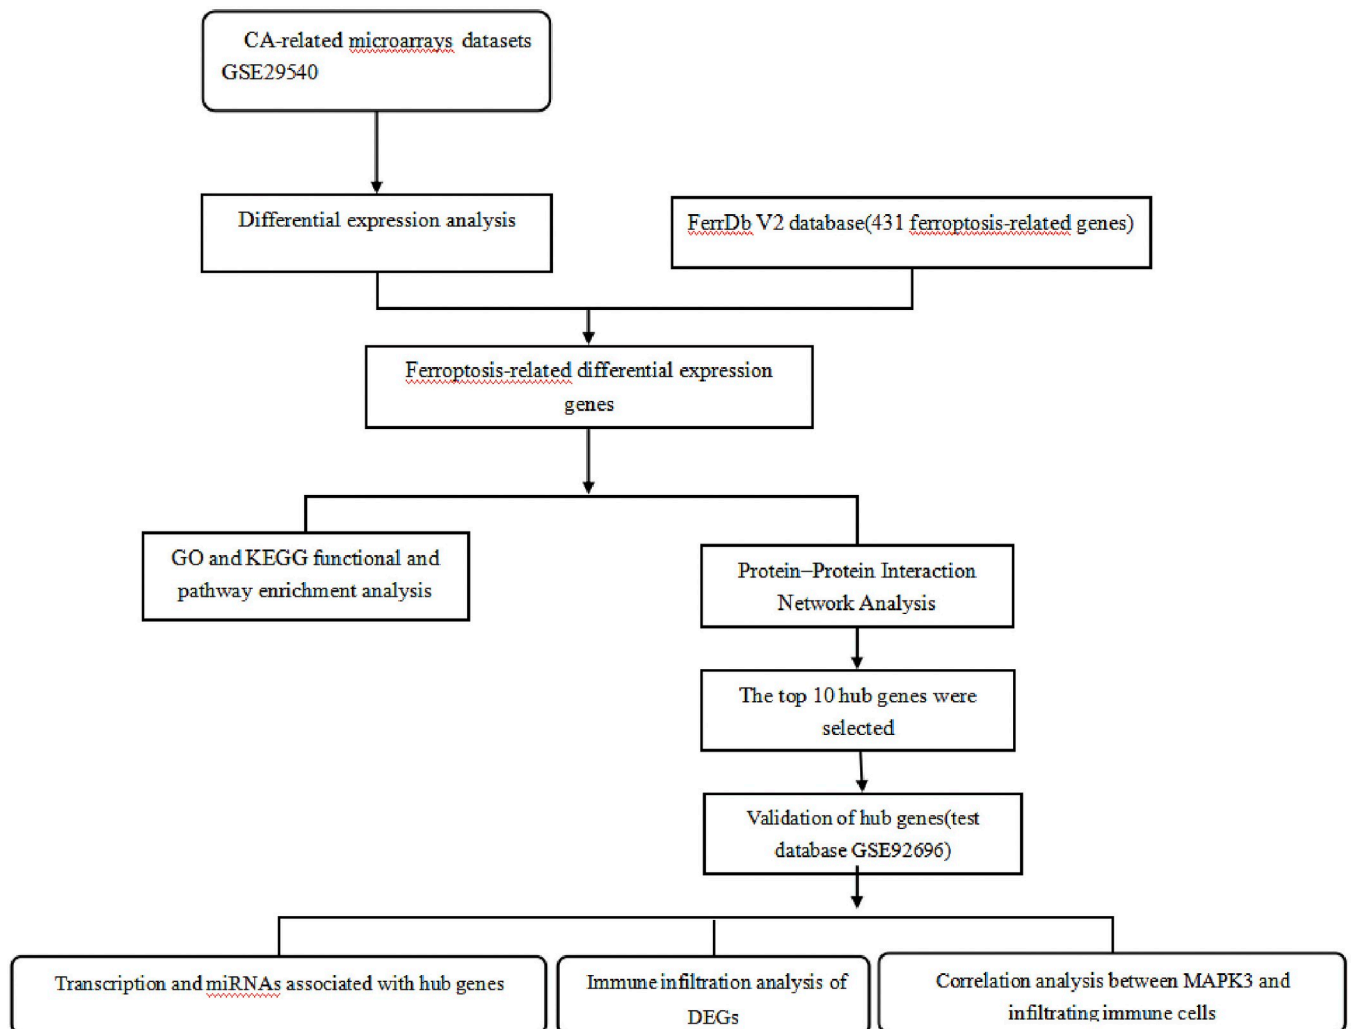 CA-related microarrays datasets
GSE29540
Differential expression analysis
FerrDb V2 database(431 ferroptosis-related genes)
Ferroptosis-related differential expression
genes
GO and KEGG functional and
pathway enrichment analysis
Protein–Protein Interaction
Network Analysis
The top 10 hub genes were
selected
Validation of hub genes(test
database GSE92696)
Transcription and miRNAs associated with hub genes
Immune infiltration analysis of
DEGs
Correlation analysis between MAPK3 and
infiltrating immune cells